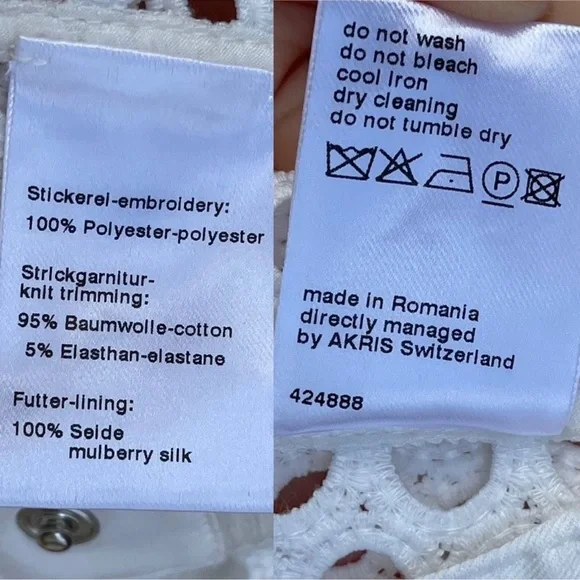 Stickerei-embroidery:
100% Polyester-polyester
Strickgarnitur-
knit trimming:
95% Baumwolle-cotton
5% Elasthan-elastane
Futter-lining:
100% Seide
mulberry silk
do not wash
do not bleach
cool iron
dry cleaning
do not tumble dry
P
made in Romania
directly managed
by AKRIS Switzerland
424888